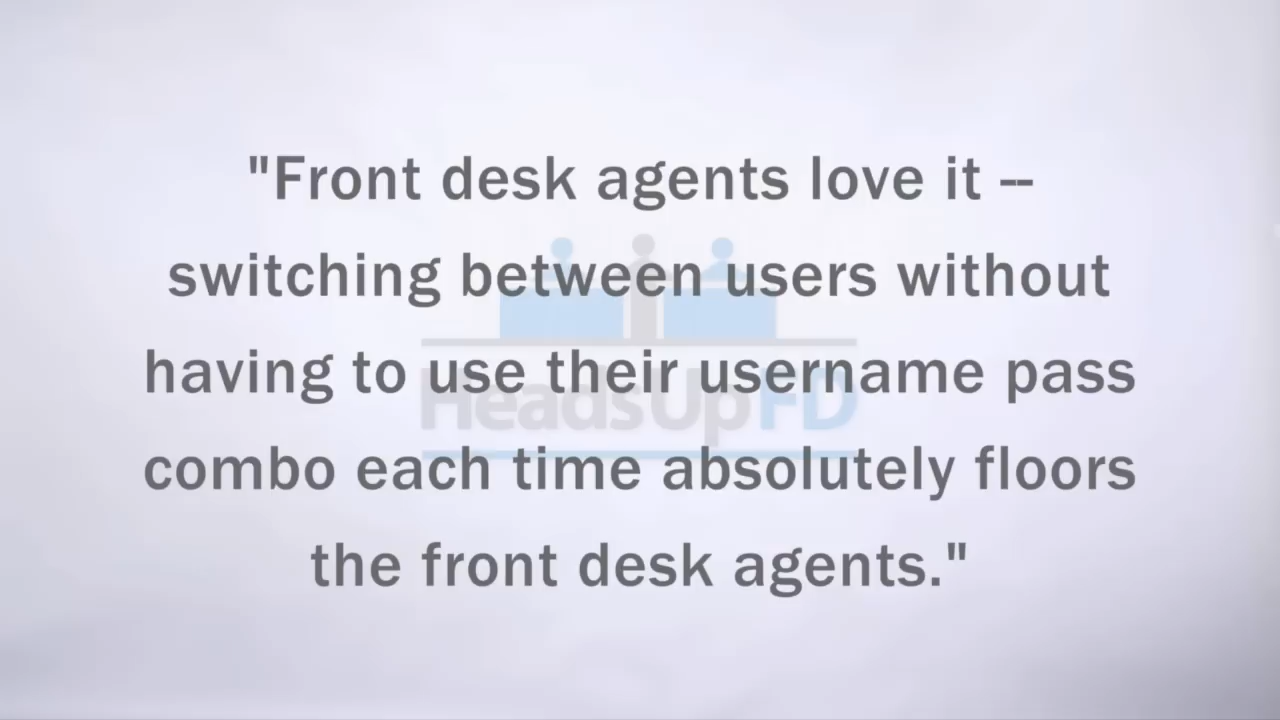 "Front desk agents love it --
switching between users without
having to use their username pass
combo each time absolutely floors
the front desk agents."
HeadsUpFD